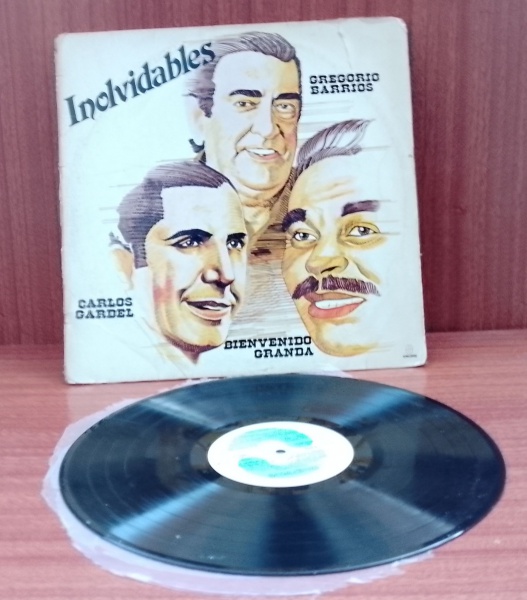 Inolvidables
GREGORIO
BARRIOS
CARLOS
GARDEL
BIENVENIDO
GRANDA